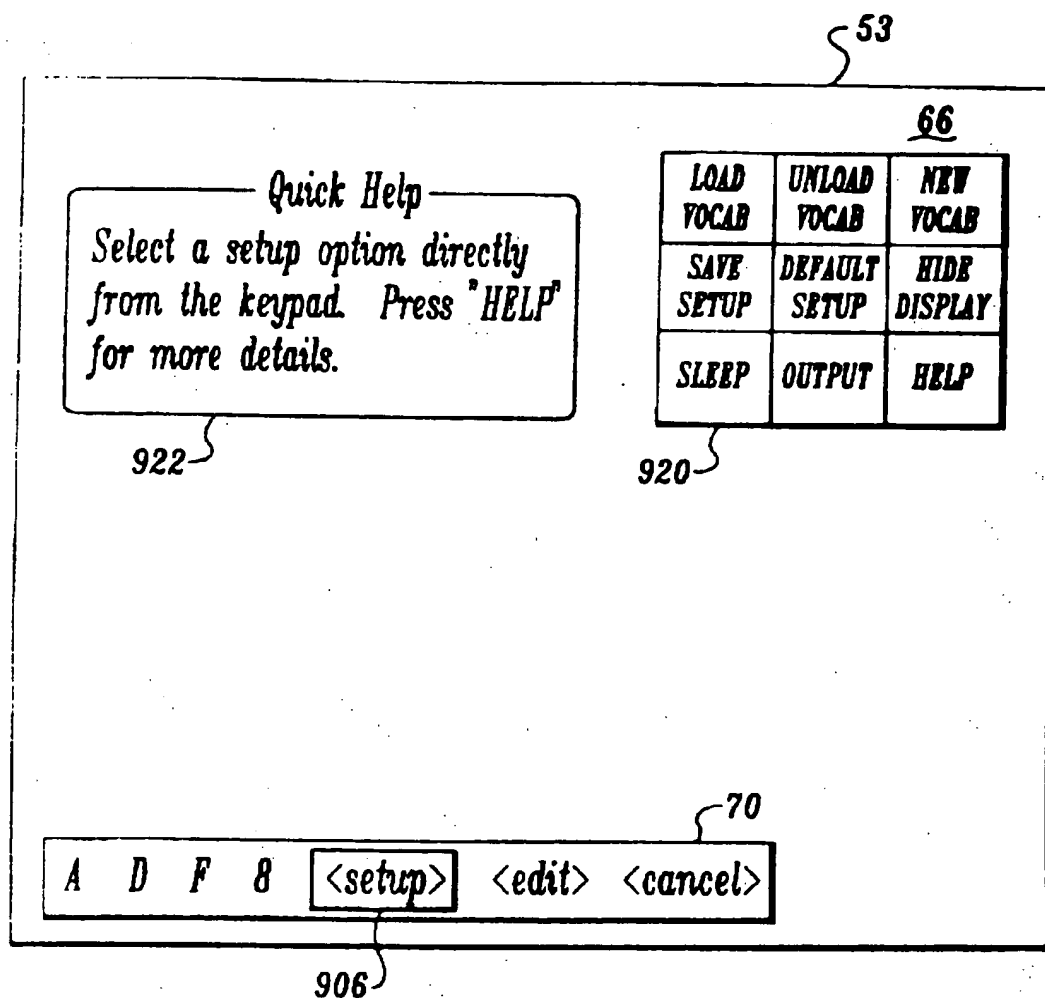 53
66
Quick Help
Select a setup option directly
from the keypad. Press "HELP"
for more details.
922
LOAD VOCAB
UNLOAD VOCAB
NEW VOCAB
SAVE SETUP
DEFAULT SETUP
HIDE DISPLAY
SLEEP
OUTPUT
HELP
920
70
A D F 8 <setup> <edit> <cancel>
906